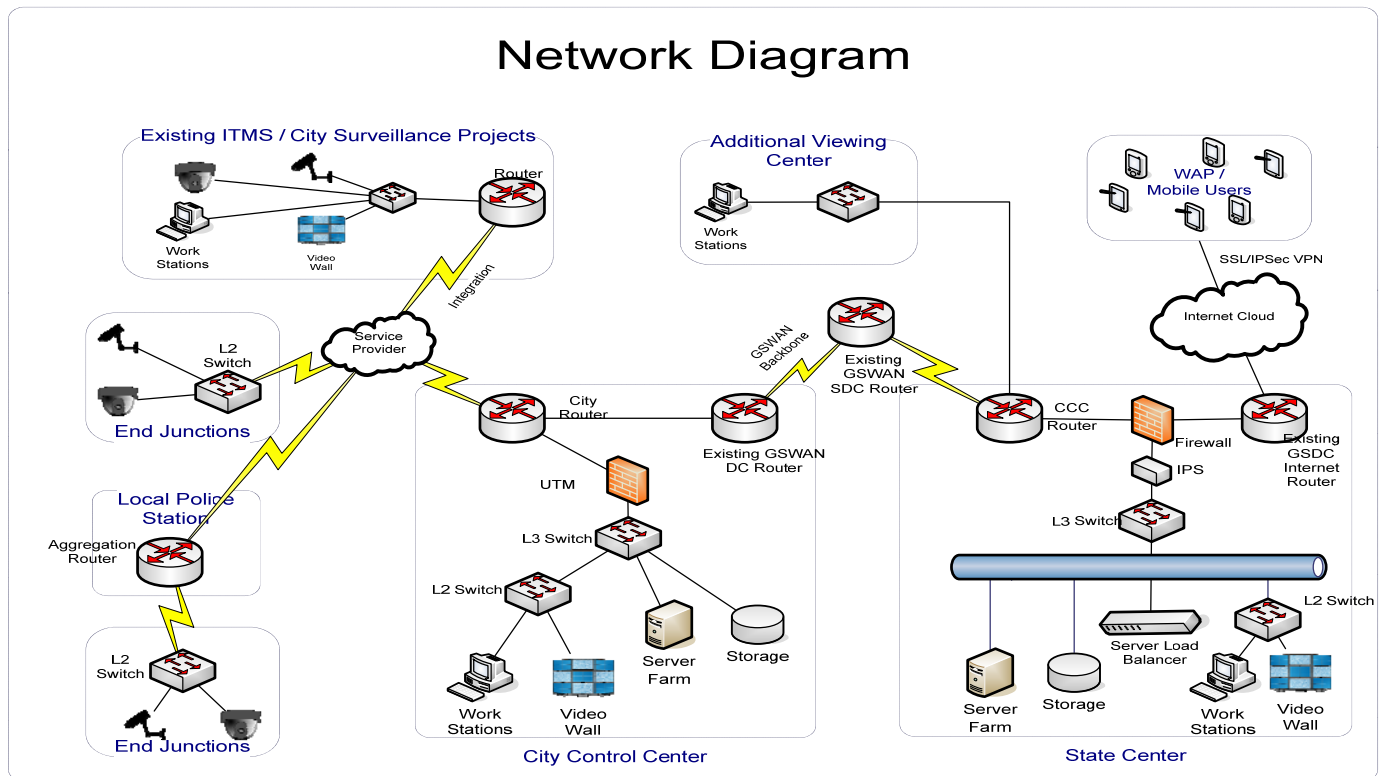 Network Diagram
Existing ITMS / City Surveillance Projects
Router
Work
Stations
Video
Wall
Integration
Additional Viewing
Center
Work
Stations
WAP /
Mobile Users
SSL/IPSec VPN
Internet Cloud
Service
Provider
L2
Switch
End Junctions
GSWAN
Backbone
Existing
GSWAN
SDC Router
City
Router
Existing GSWAN
DC Router
CCC
Router
Firewall
Existing
GSDC
Internet
Router
IPS
UTM
L3 Switch
L3 Switch
Local Police
Station
Aggregation
Router
L2 Switch
Server
Farm
Storage
Work
Stations
Video
Wall
City Control Center
L2 Switch
Server Load
Balancer
Server
Farm
Storage
Work
Stations
Video
Wall
State Center
L2
Switch
End Junctions